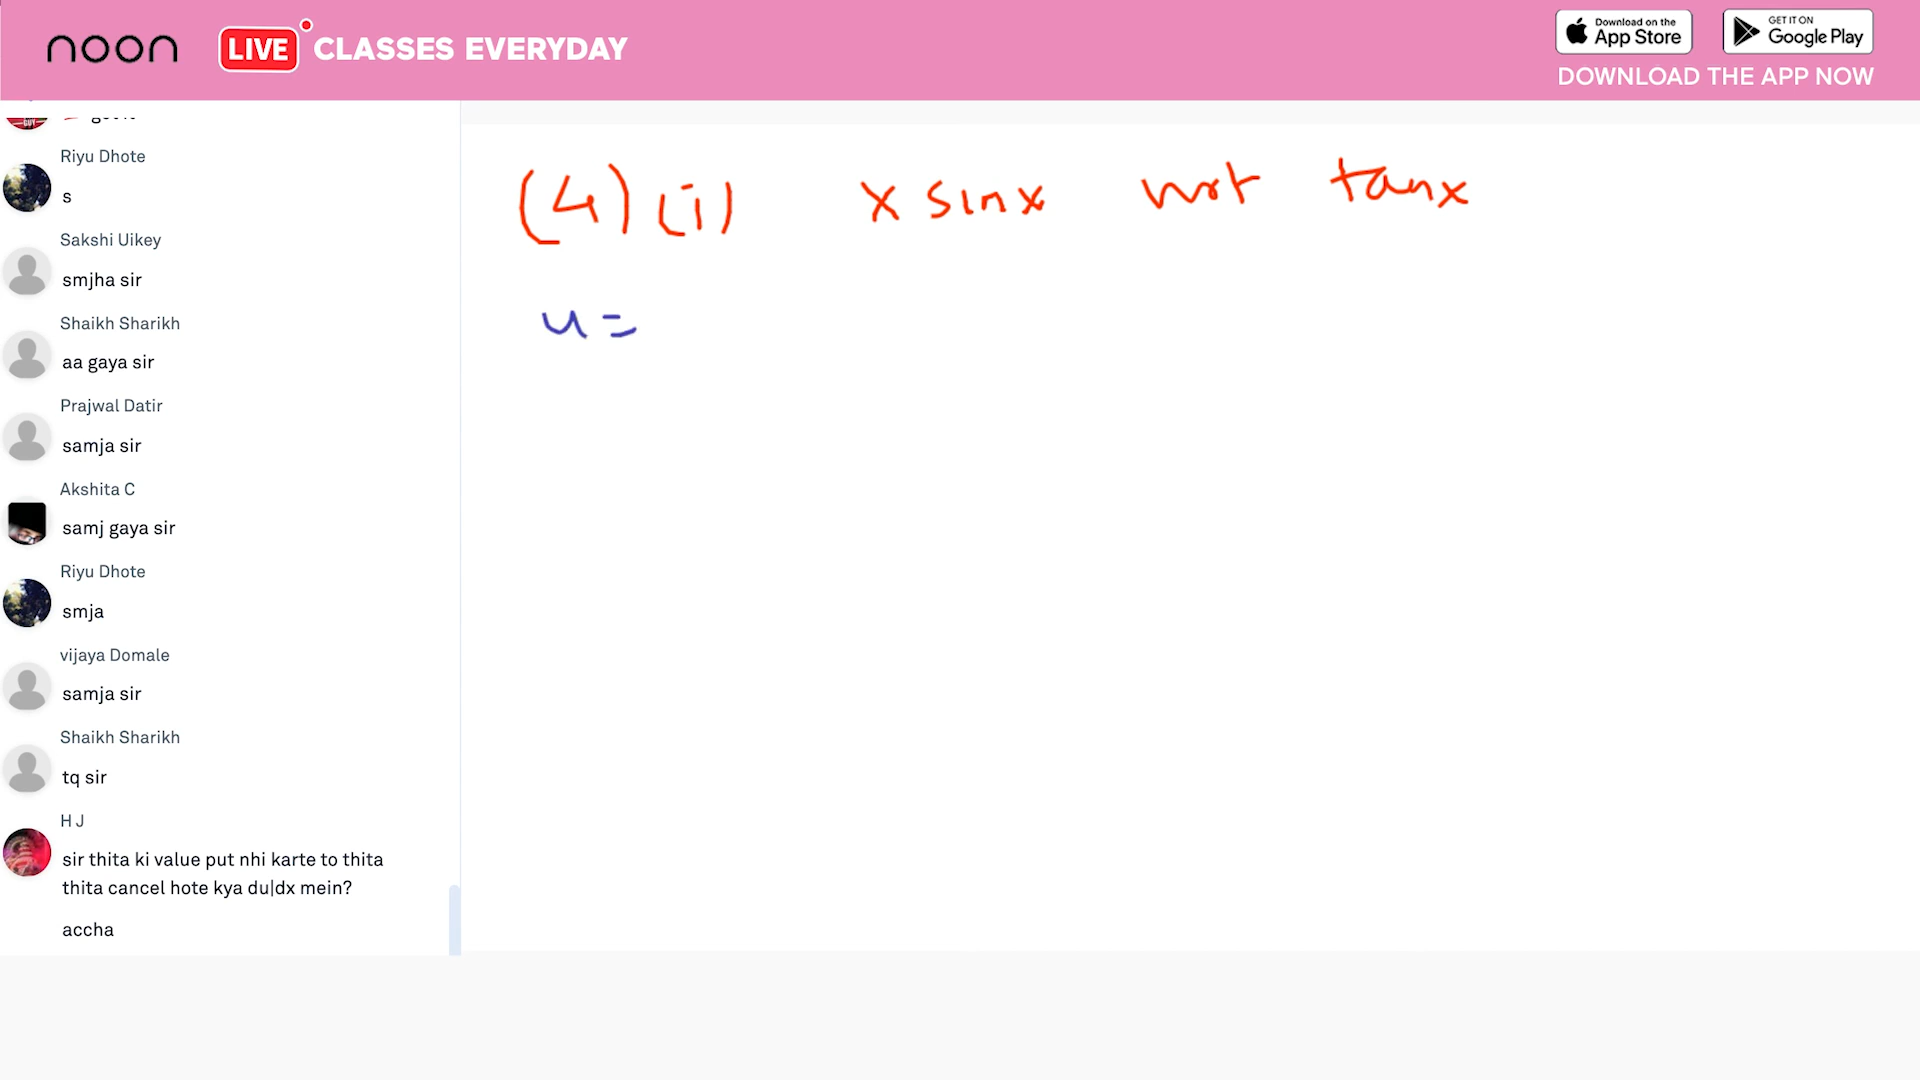 noon LIVE CLASSES EVERYDAY
Download on the App Store
GET IT ON Google Play
DOWNLOAD THE APP NOW
Riyu Dhote
s
Sakshi Uikey
smjha sir
Shaikh Sharikh
aa gaya sir
Prajwal Datir
samja sir
Akshita C
samj gaya sir
Riyu Dhote
smja
vijaya Domale
samja sir
Shaikh Sharikh
tq sir
H J
sir thita ki value put nhi karte to thita
thita cancel hote kya du|dx mein?
accha
(4) (i) x sinx wrt tanx
u =